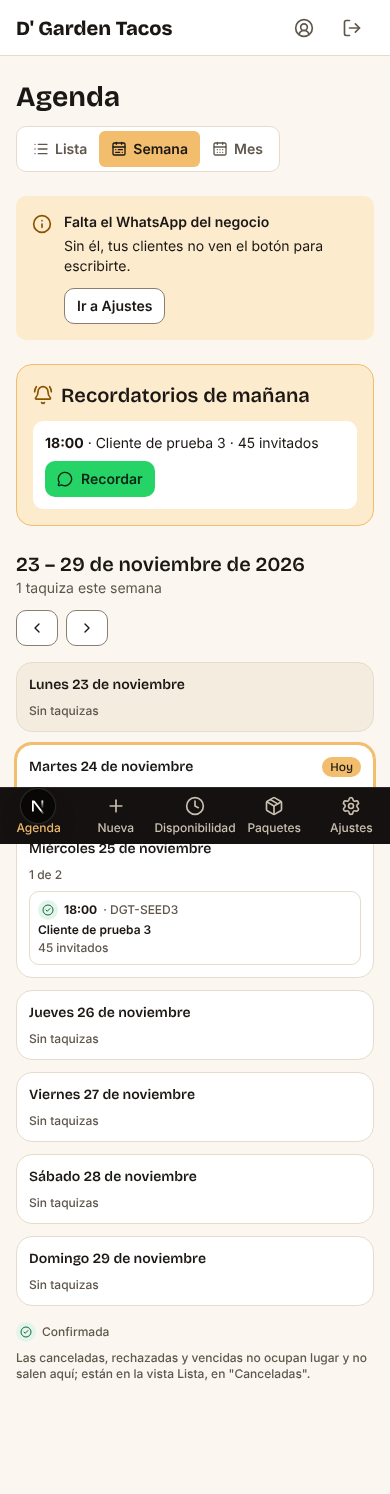 D' Garden Tacos
Agenda
Lista
Semana
Mes
Falta el WhatsApp del negocio
Sin él, tus clientes no ven el botón para
escribirte.
Ir a Ajustes
Recordatorios de mañana
18:00 · Cliente de prueba 3 · 45 invitados
Recordar
23 – 29 de noviembre de 2026
1 taquiza este semana
Lunes 23 de noviembre
Sin taquizas
Martes 24 de noviembre
Hoy
N
Agenda
Nueva
Disponibilidad
Paquetes
Ajustes
Miércoles 25 de noviembre
1 de 2
18:00 · DGT-SEED3
Cliente de prueba 3
45 invitados
Jueves 26 de noviembre
Sin taquizas
Viernes 27 de noviembre
Sin taquizas
Sábado 28 de noviembre
Sin taquizas
Domingo 29 de noviembre
Sin taquizas
Confirmada
Las canceladas, rechazadas y vencidas no ocupan lugar y no
salen aquí; están en la vista Lista, en "Canceladas".